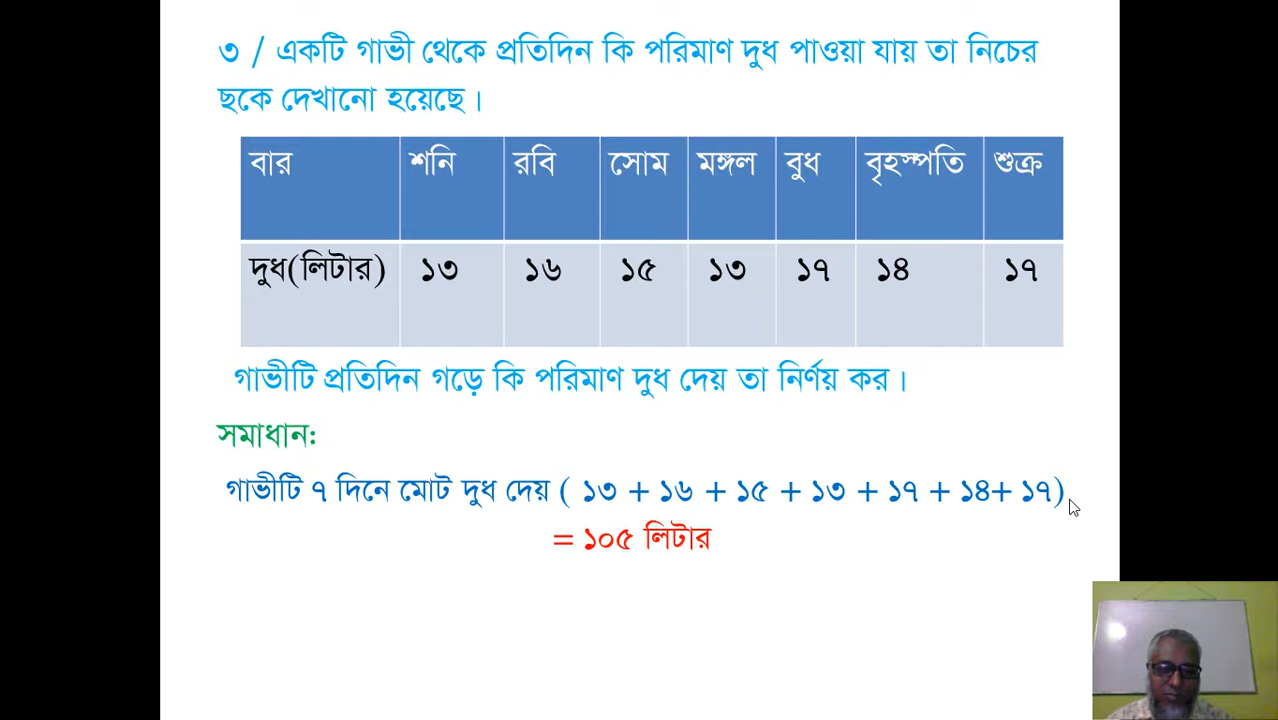 ৩ / একটি গাভী থেকে প্রতিদিন কি পরিমাণ দুধ পাওয়া যায় তা নিচের
ছকে দেখানো হয়েছে।
বার শনি রবি সোম মঙ্গল বুধ বৃহস্পতি শুক্র
দুধ(লিটার) ১৩ ১৬ ১৫ ১৩ ১৭ ১৪ ১৭
গাভীটি প্রতিদিন গড়ে কি পরিমাণ দুধ দেয় তা নির্ণয় কর।
সমাধান:
গাভীটি ৭ দিনে মোট দুধ দেয় ( ১৩ + ১৬ + ১৫ + ১৩ + ১৭ + ১৪+ ১৭)
= ১০৫ লিটার